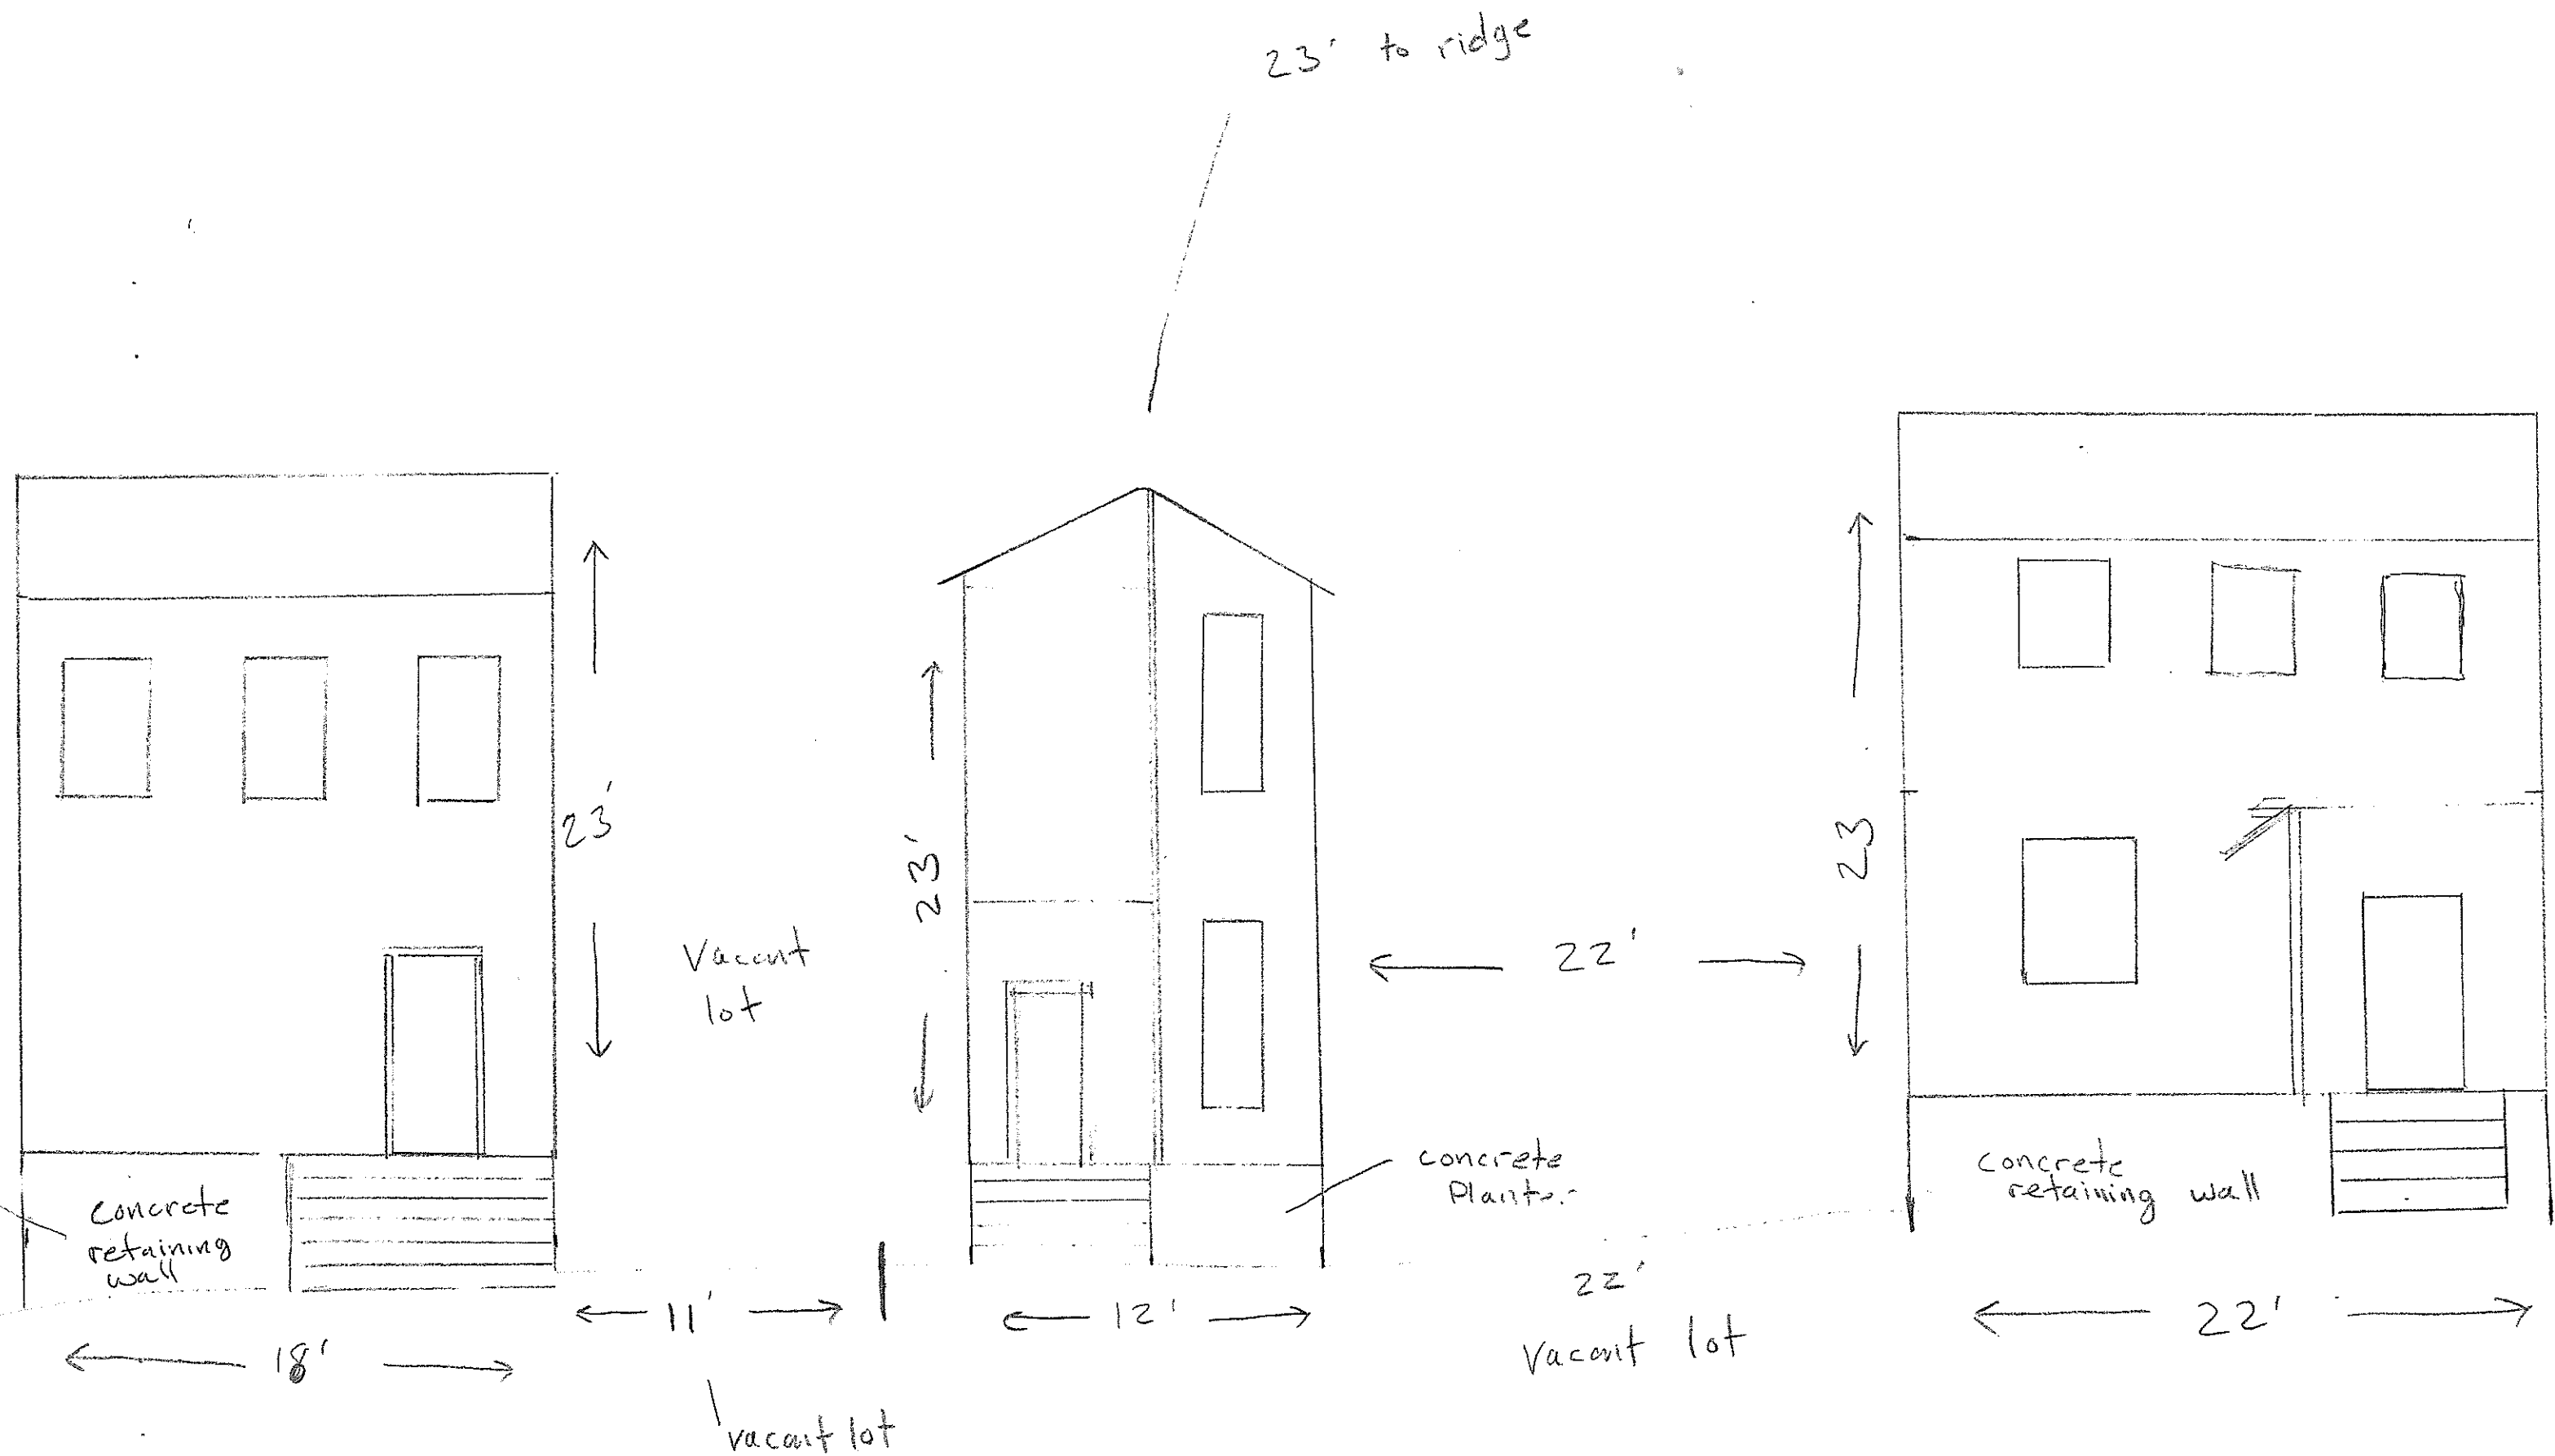 23' to ridge
23'
Vacant
lot
23'
22'
23
concrete
Planter
concrete
retaining wall
concrete
retaining
wall
11'
12'
22'
Vacant lot
22'
18'
vacant lot